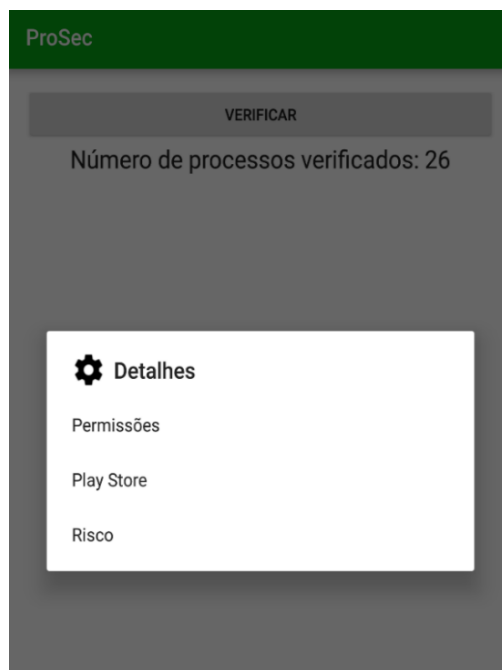 ProSec
VERIFICAR
Número de processos verificados: 26
Detalhes
Permissões
Play Store
Risco